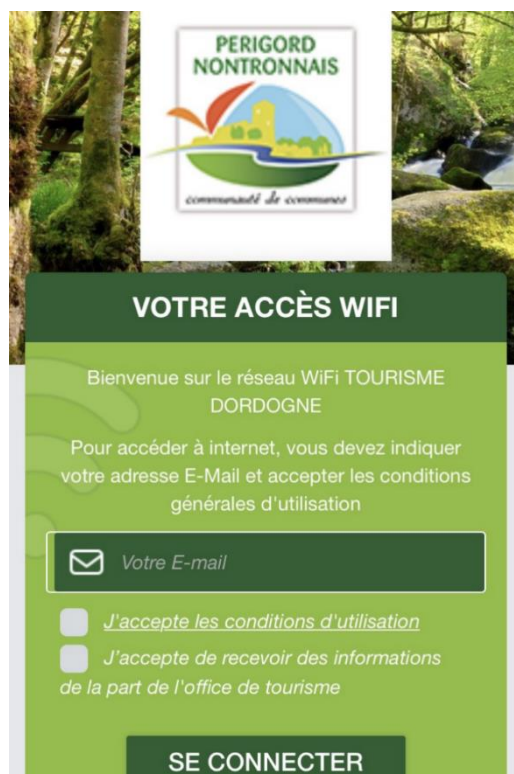 PERIGORD
NONTRONNAIS
communauté de communes
VOTRE ACCÈS WIFI
Bienvenue sur le réseau WiFi TOURISME
DORDOGNE
Pour accéder à internet, vous devez indiquer
votre adresse E-Mail et accepter les conditions
générales d'utilisation
Votre E-mail
J'accepte les conditions d'utilisation
J'accepte de recevoir des informations
de la part de l'office de tourisme
SE CONNECTER